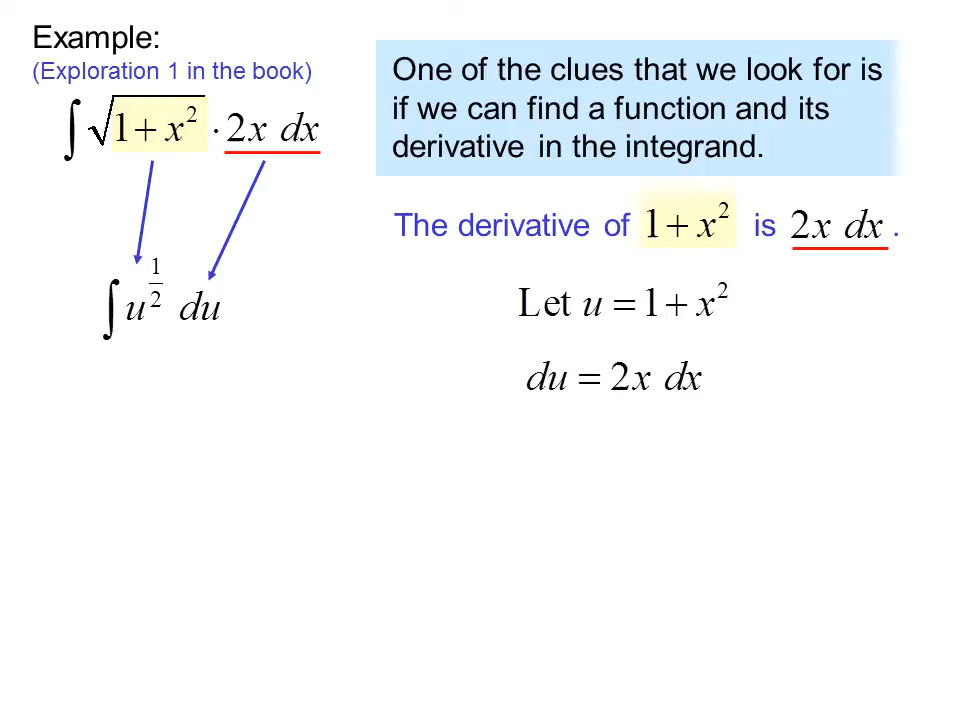 Example:
(Exploration 1 in the book)
∫ √(1 + x²) · 2x dx
∫ u^(1/2) du
One of the clues that we look for is
if we can find a function and its
derivative in the integrand.
The derivative of 1 + x² is 2x dx .
Let u = 1 + x²
du = 2x dx